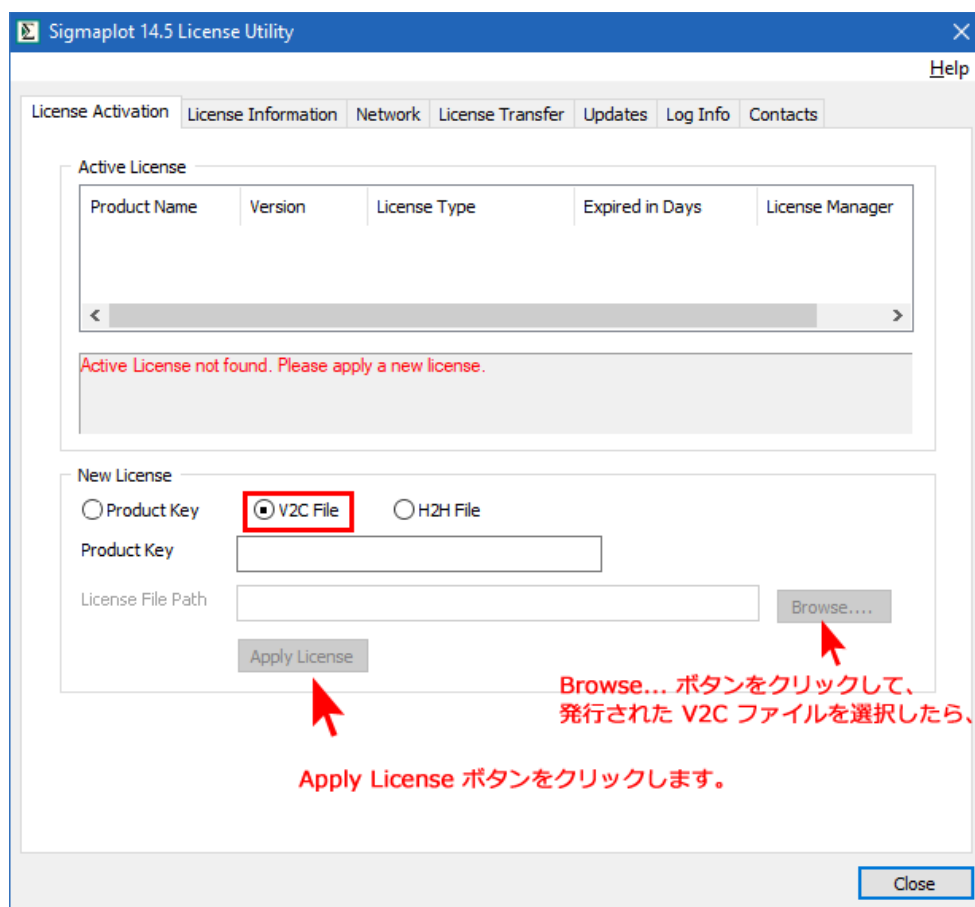 Sigmaplot 14.5 License Utility
Help
License Activation License Information Network License Transfer Updates Log Info Contacts
Active License
Product Name Version License Type Expired in Days License Manager
Active License not found. Please apply a new license.
New License
Product Key V2C File H2H File
Product Key
License File Path Browse....
Apply License
Browse... ボタンをクリックして、
発行された V2C ファイルを選択したら、
Apply License ボタンをクリックします。
Close